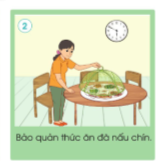 2
Bảo quản thức ăn đã nấu chín.